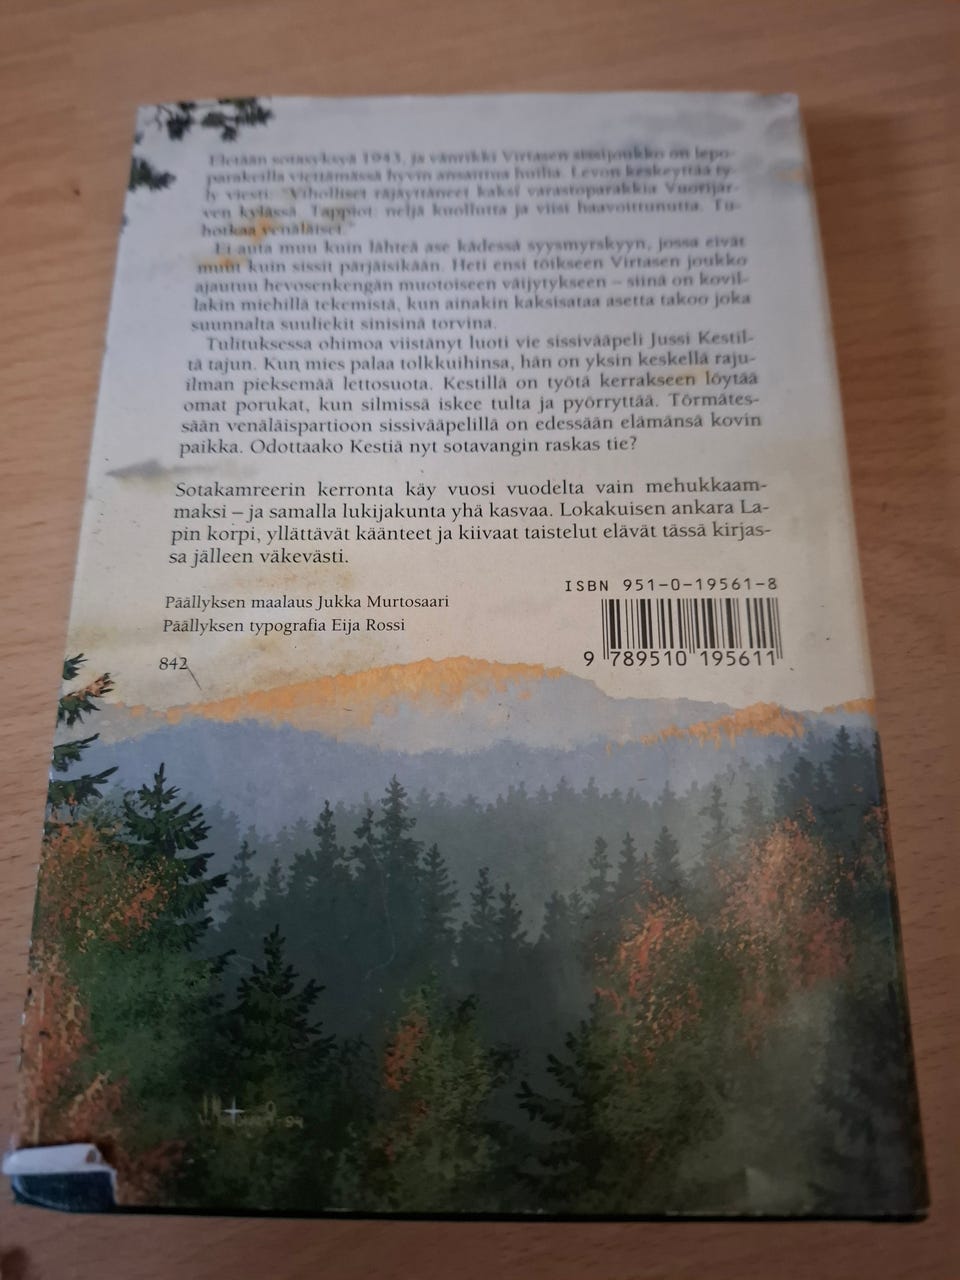 Eletään sotasyksyä 1943, ja vänrikki Virtasen sissijoukko on lepo-
parakeilla viettämässä hyvin ansaittua huilia. Levon keskeyttää ty-
ly viesti: "Viholliset räjäyttäneet kaksi varastoparakkia Vuorijär-
ven kylässä. Tappiot: neljä kuollutta ja viisi haavoittunutta. Tu-
hotkaa venäläiset."
Ei auta muu kuin lähteä ase kädessä syysmyrskyyn, jossa eivät
muut kuin sissit pärjäisikään. Heti ensi töikseen Virtasen joukko
ajautuu hevosenkengän muotoiseen väijytykseen – siinä on kovil-
lakin miehillä tekemistä, kun ainakin kaksisataa asetta takoo joka
suunnalta suuliekit sinisinä torvina.
Tulituksessa ohimoa viistänyt luoti vie sissivääpeli Jussi Kestil-
tä tajun. Kun mies palaa tolkkuihinsa, hän on yksin keskellä raju-
ilman pieksemää lettosuota. Kestillä on työtä kerrakseen löytää
omat porukat, kun silmissä iskee tulta ja pyörryttää. Törmätes-
sään venäläispartioon sissivääpelillä on edessään elämänsä kovin
paikka. Odottaako Kestiä nyt sotavangin raskas tie?
Sotakamreerin kerronta käy vuosi vuodelta vain mehukkaam-
maksi – ja samalla lukijakunta yhä kasvaa. Lokakuisen ankara La-
pin korpi, yllättävät käänteet ja kiivaat taistelut elävät tässä kirjas-
sa jälleen väkevästi.
Päällyksen maalaus Jukka Murtosaari
Päällyksen typografia Eija Rossi
842
ISBN 951-0-19561-8
9 789510 195611